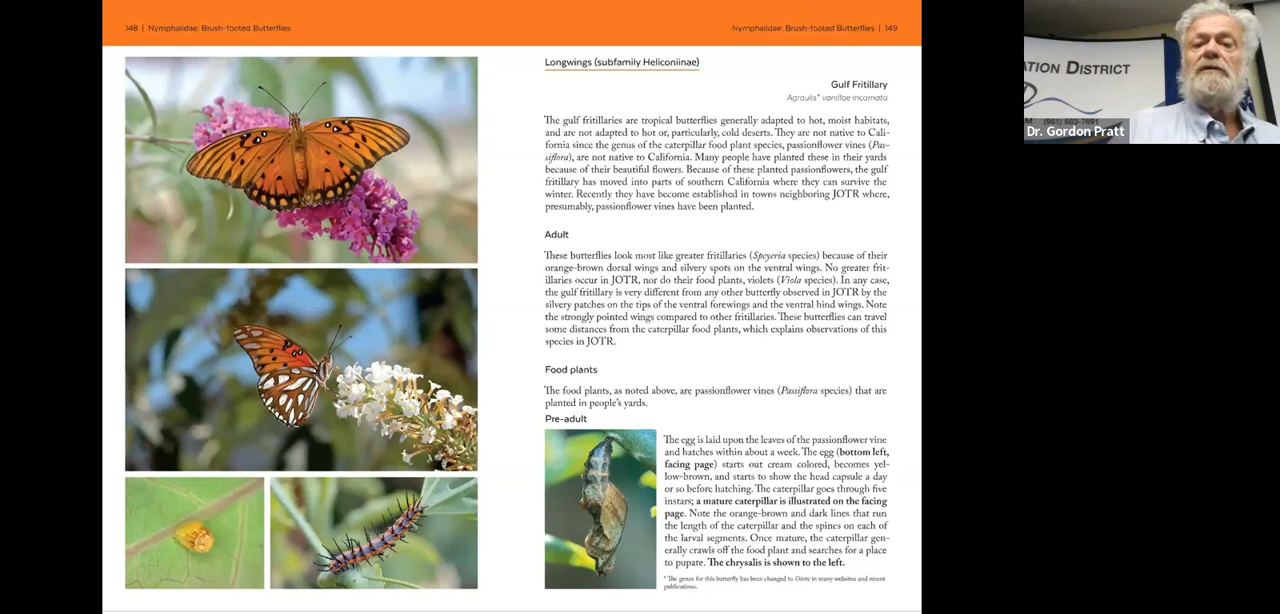 148 | Nymphalidae: Brush-footed Butterflies
Nymphalidae: Brush-footed Butterflies | 149
Longwings (subfamily Heliconiinae)
Gulf Fritillary
Agraulis* vanillae incarnata
The gulf fritillaries are tropical butterflies generally adapted to hot, moist habitats,
and are not adapted to hot or, particularly, cold deserts. They are not native to Cali-
fornia since the genus of the caterpillar food plant species, passionflower vines (Pas-
siflora), are not native to California. Many people have planted these in their yards
because of their beautiful flowers. Because of these planted passionflowers, the gulf
fritillary has moved into parts of southern California where they can survive the
winter. Recently they have become established in towns neighboring JOTR where,
presumably, passionflower vines have been planted.
Adult
These butterflies look most like greater fritillaries (Speyeria species) because of their
orange-brown dorsal wings and silvery spots on the ventral wings. No greater frit-
illaries occur in JOTR, nor do their food plants, violets (Viola species). In any case,
the gulf fritillary is very different from any other butterfly observed in JOTR by the
silvery patches on the tips of the ventral forewings and the ventral hind wings. Note
the strongly pointed wings compared to other fritillaries. These butterflies can travel
some distances from the caterpillar food plants, which explains observations of this
species in JOTR.
Food plants
The food plants, as noted above, are passionflower vines (Passiflora species) that are
planted in people's yards.
Pre-adult
The egg is laid upon the leaves of the passionflower vine
and hatches within about a week. The egg (bottom left,
facing page) starts out cream colored, becomes yel-
low-brown, and starts to show the head capsule a day
or so before hatching. The caterpillar goes through five
instars; a mature caterpillar is illustrated on the facing
page. Note the orange-brown and dark lines that run
the length of the caterpillar and the spines on each of
the larval segments. Once mature, the caterpillar gen-
erally crawls off the food plant and searches for a place
to pupate. The chrysalis is shown to the left.
* The genus for this butterfly has been changed to Dione in many websites and recent
publications.
ATION DISTRICT
(951) 683-7691
Dr. Gordon Pratt